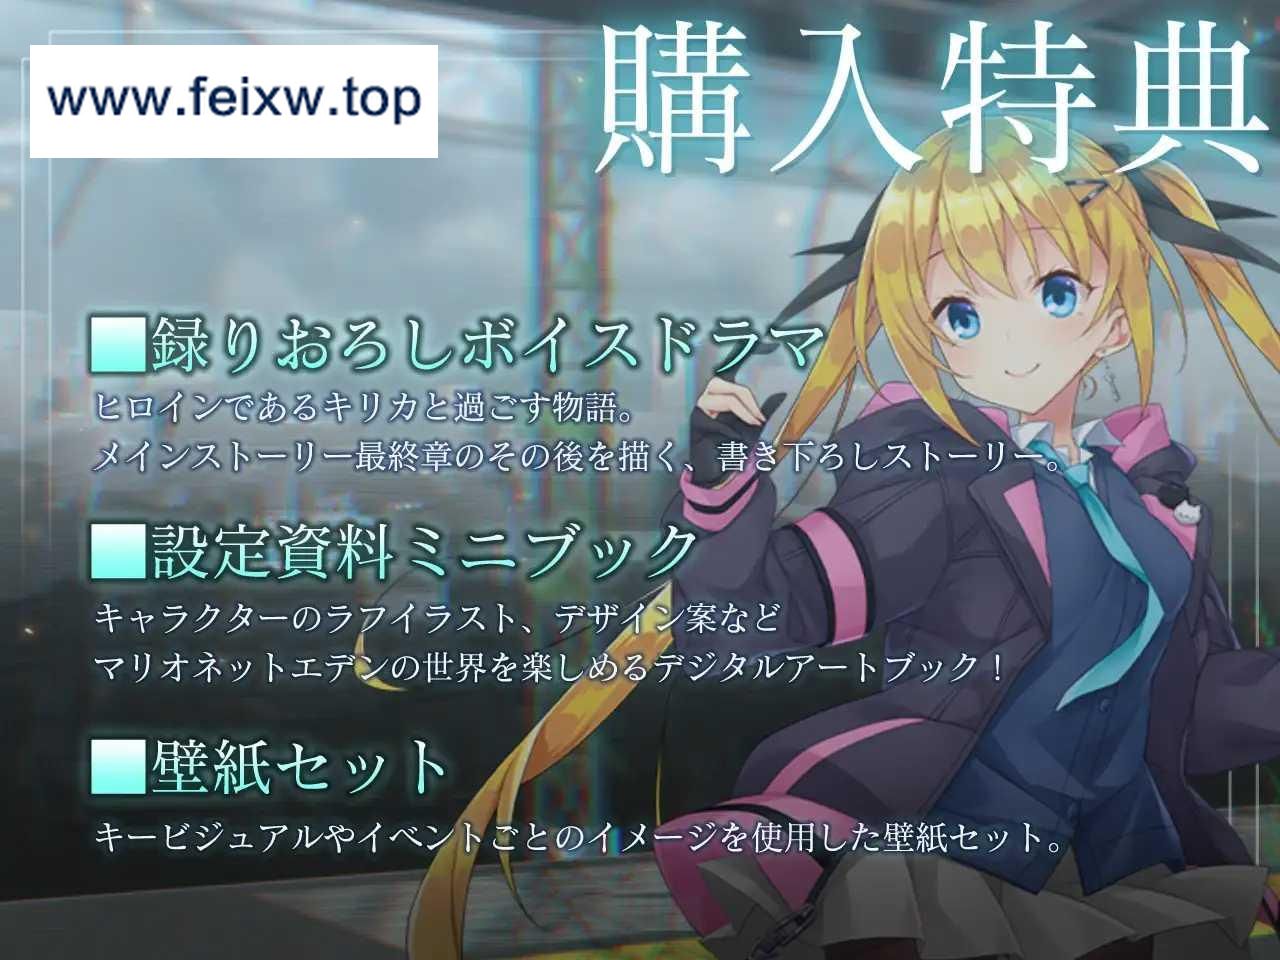 www.feixw.top
購入特典
■録りおろしボイスドラマ
ヒロインであるキリカと過ごす物語。
メインストーリー最終章のその後を描く、書き下ろしストーリー。
■設定資料ミニブック
キャラクターのラフイラスト、デザイン案など
マリオネットエデンの世界を楽しめるデジタルアートブック！
■壁紙セット
キービジュアルやイベントごとのイメージを使用した壁紙セット。